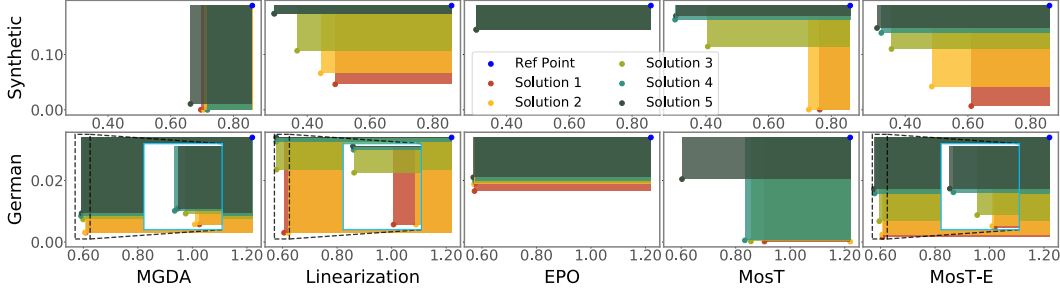 Synthetic
0.10
0.00
0.40 0.60 0.80
0.40 0.60 0.80
0.40 0.60 0.80
0.40 0.60 0.80
0.40 0.60 0.80
Ref Point
Solution 1
Solution 2
Solution 3
Solution 4
Solution 5
German
0.02
0.00
0.60 0.80 1.00 1.20
0.60 0.80 1.00 1.20
0.60 0.80 1.00 1.20
0.60 0.80 1.00 1.20
0.60 0.80 1.00 1.20
MGDA
Linearization
EPO
MosT
MosT-E